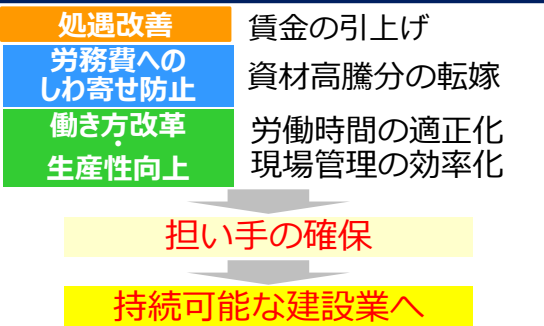 処遇改善
賃金の引上げ
労務費への
しわ寄せ防止
資材高騰分の転嫁
働き方改革
・
生産性向上
労働時間の適正化
現場管理の効率化
担い手の確保
持続可能な建設業へ